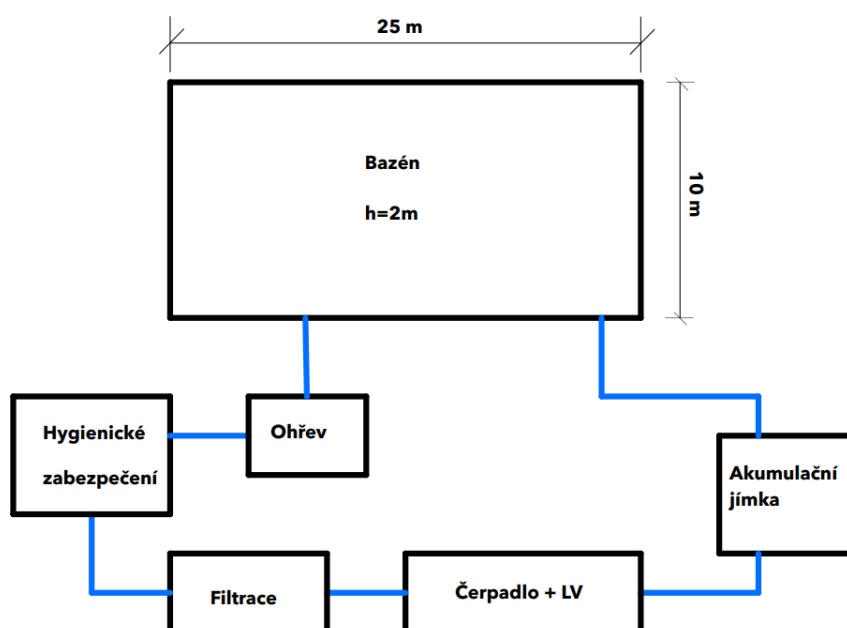 25 m
Bazén
h=2m
10 m
Hygienické
zabezpečení
Ohřev
Akumulační
jímka
Filtrace
Čerpadlo + LV